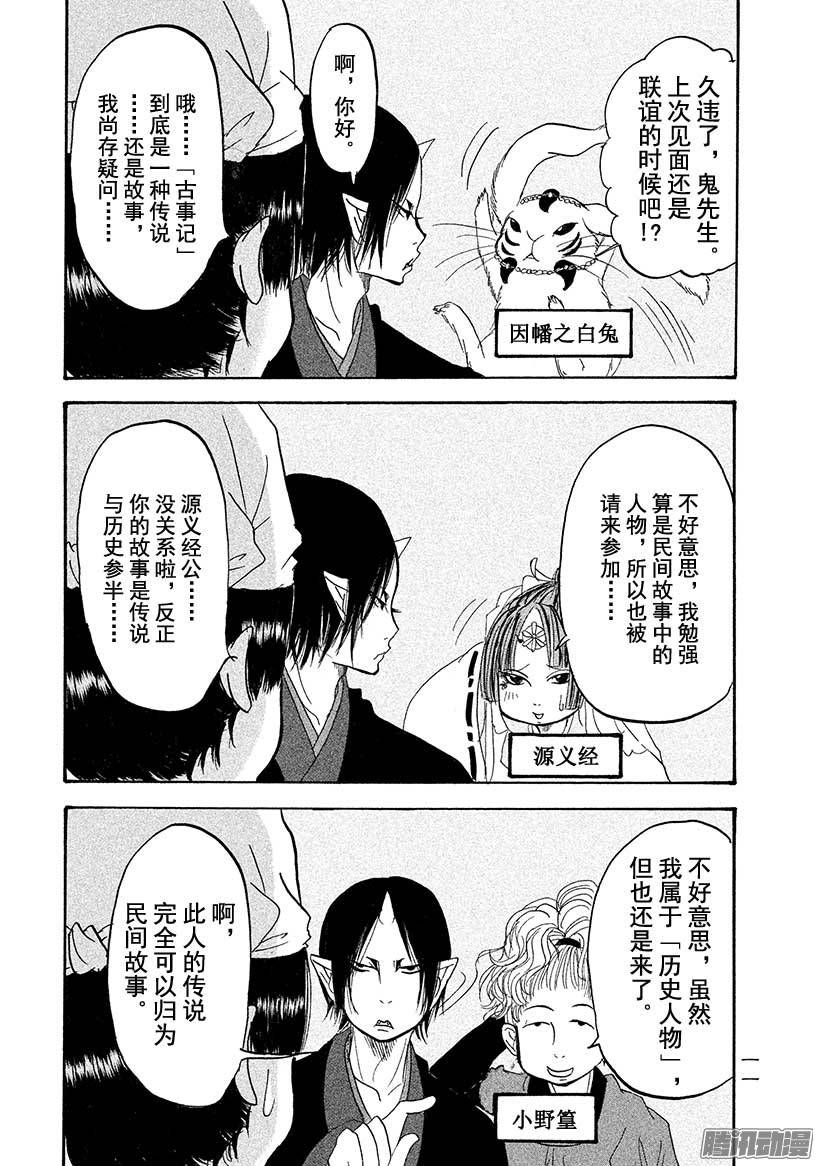 久违了，鬼先生。
上次见面还是
联谊的时候吧!?
因幡之白兔
啊，你好。
哦……「古事记」
到底是一种传说
……还是故事，
我尚存疑问……
不好意思，我勉强
算是民间故事中的
人物，所以也被
请来参加……
源义经
源义经公……
没关系啦，反正
你的故事是传说
与历史参半……
不好意思，虽然
我属于「历史人物」，
但也还是来了。
小野篁
啊，
此人的传说
完全可以归为
民间故事。
一一
腾讯动漫